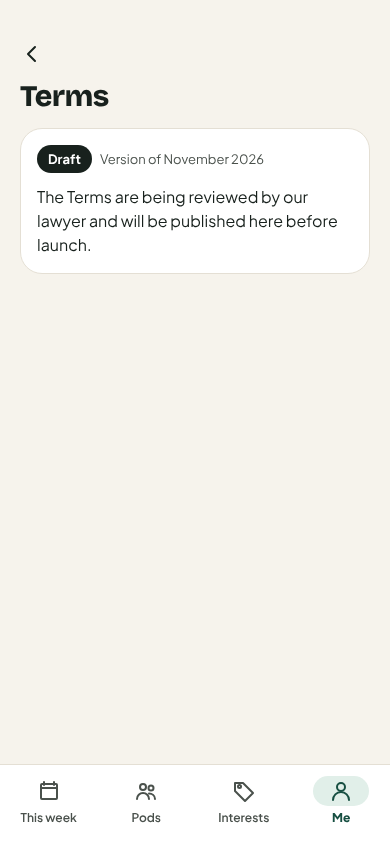 Terms
Draft Version of November 2026
The Terms are being reviewed by our
lawyer and will be published here before
launch.
This week Pods Interests Me